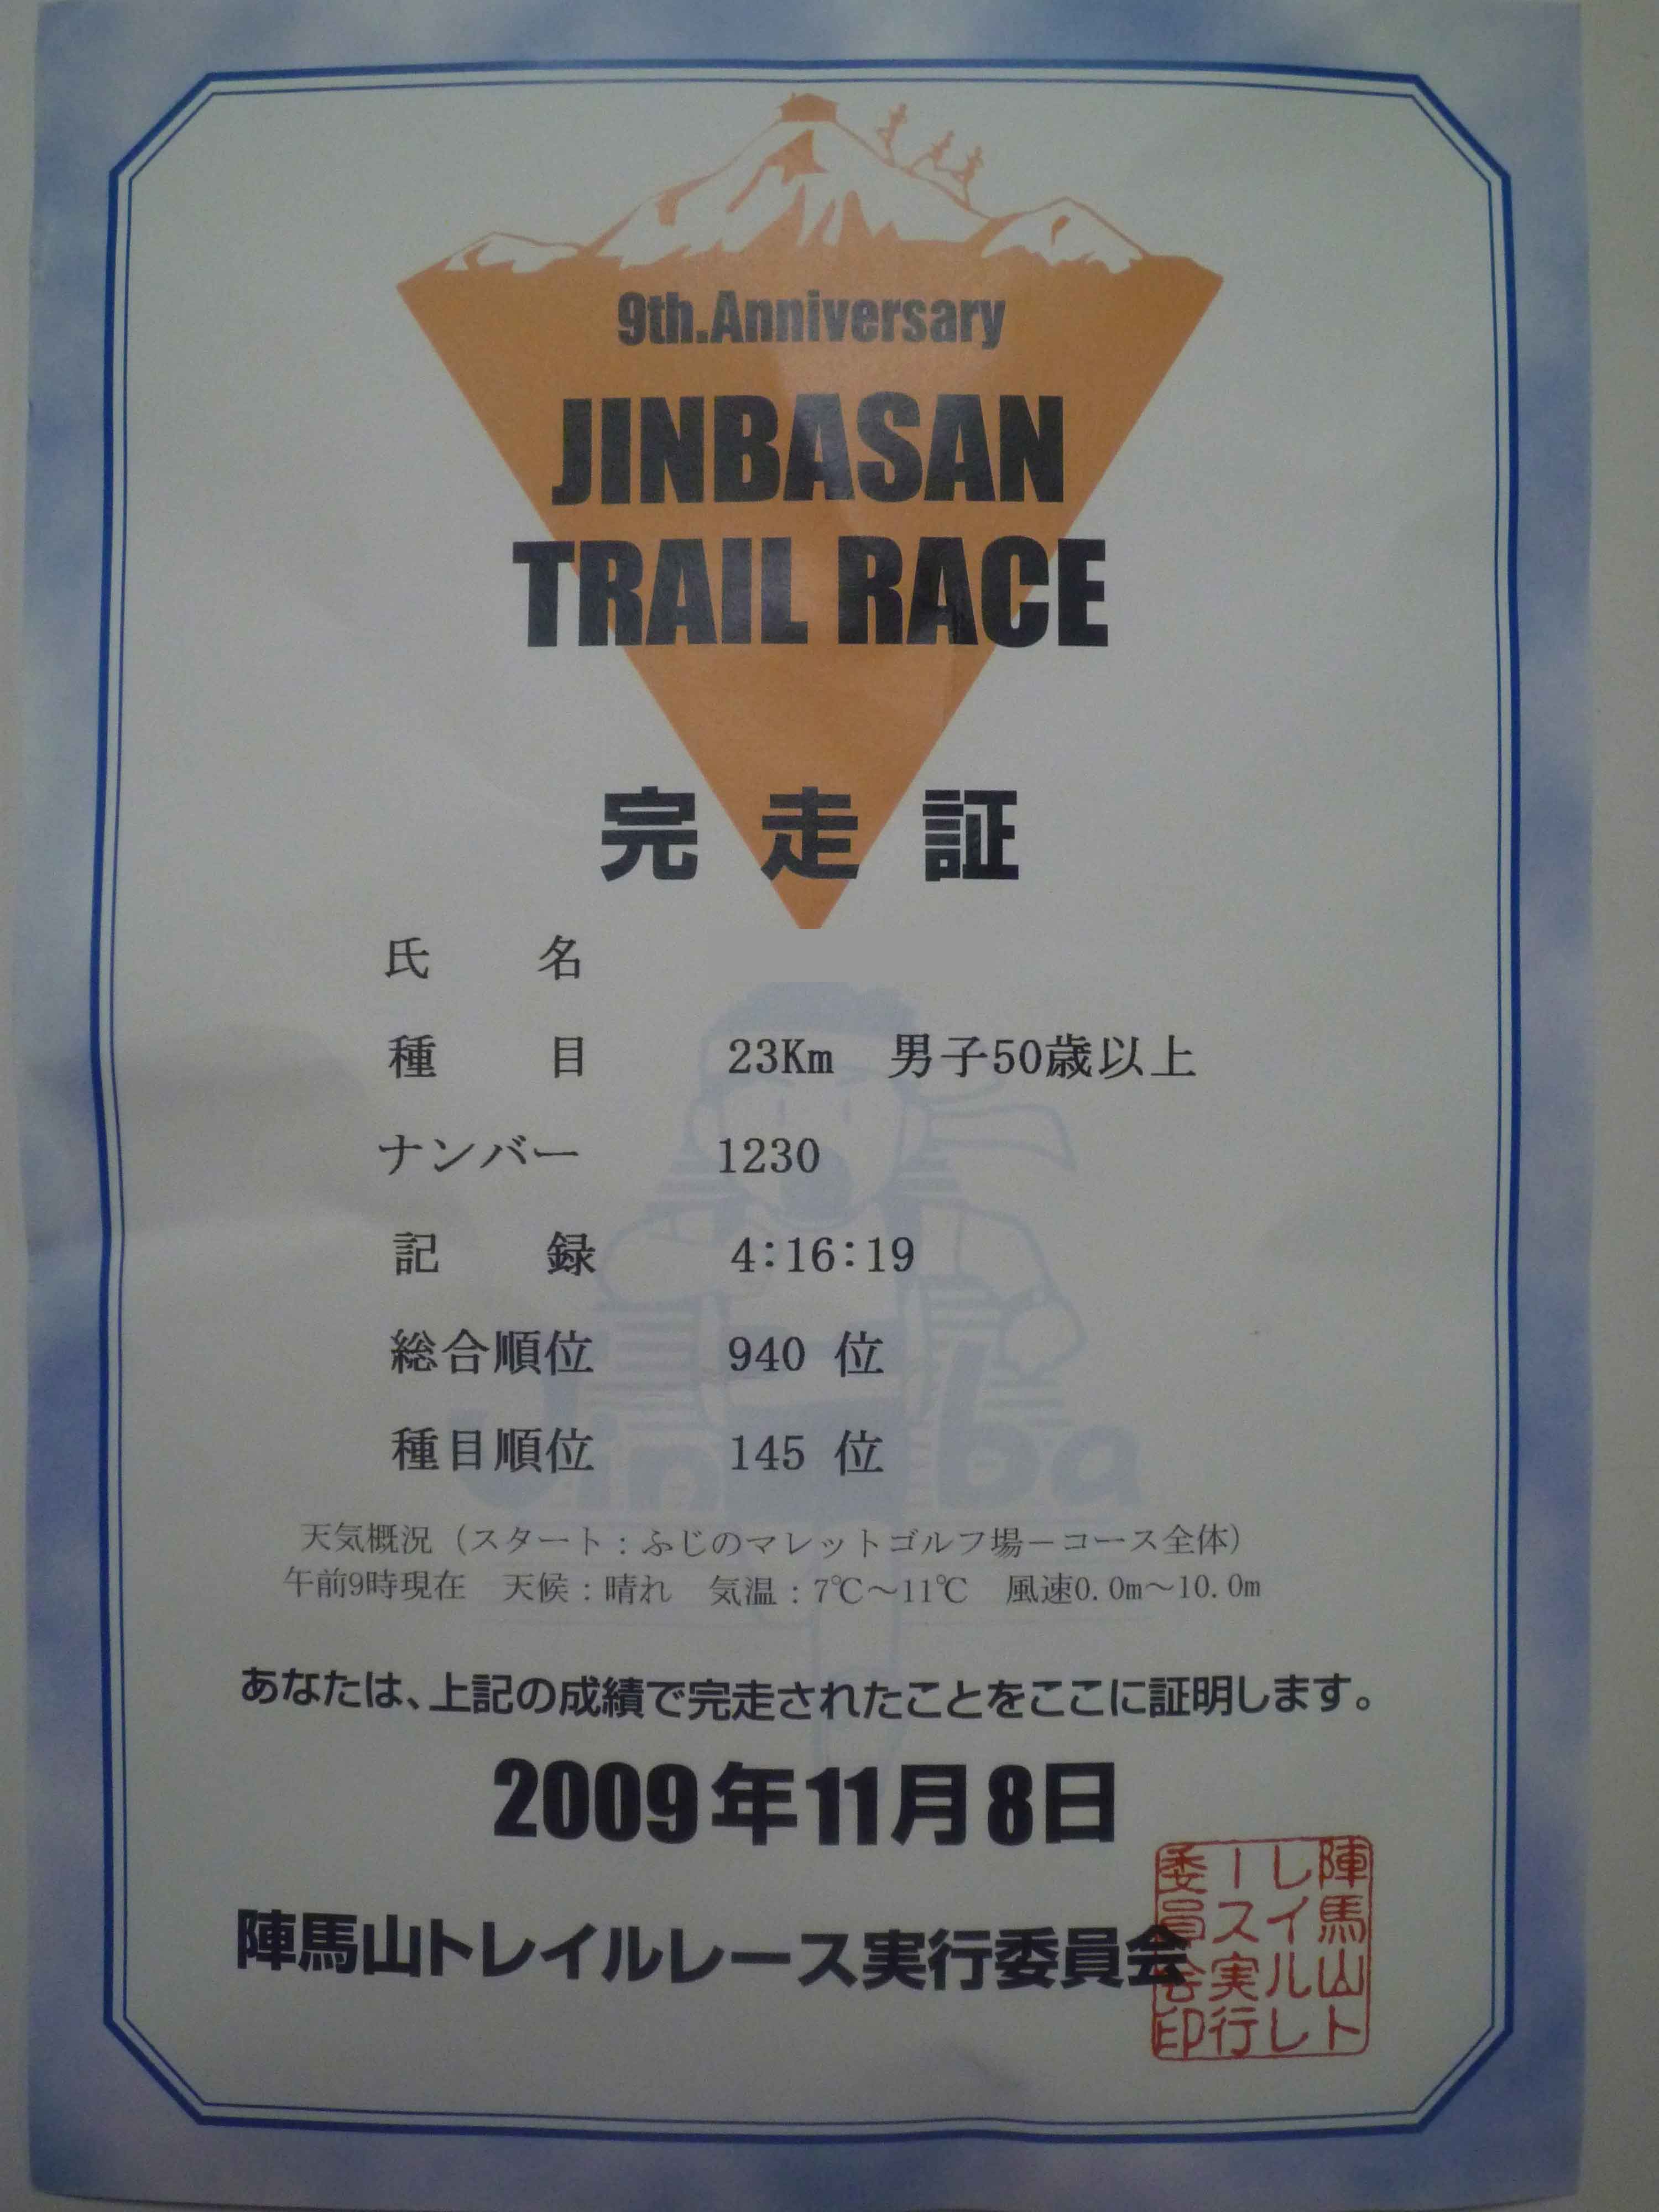 9th.Anniversary
JINBASAN
TRAIL RACE
完走証
氏名
種目 23Km 男子50歳以上
ナンバー 1230
記録 4:16:19
総合順位 940 位
種目順位 145 位
Jinba
天気概況（スタート：ふじのマレットゴルフ場－コース全体）
午前9時現在 天候：晴れ 気温：7℃～11℃ 風速0.0m～10.0m
あなたは、上記の成績で完走されたことをここに証明します。
2009年11月8日
陣馬山トレイルレース実行委員会
陣馬山ト
レイルレ
ース実行
委員会印